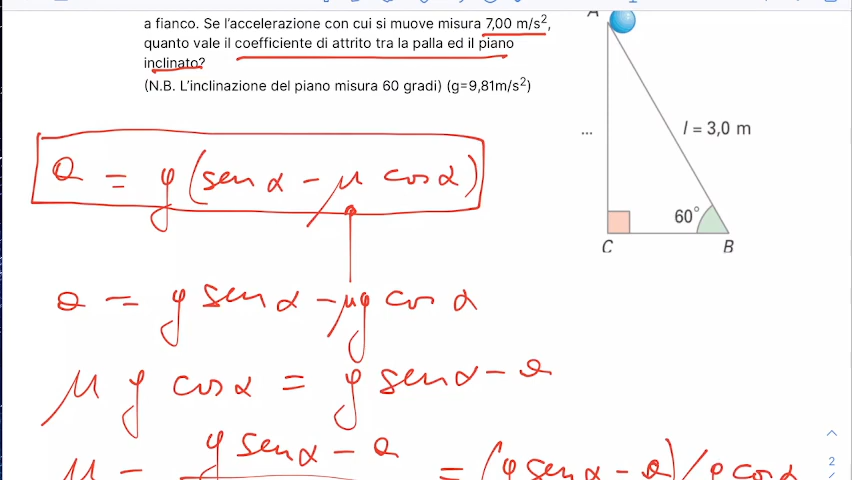 a fianco. Se l'accelerazione con cui si muove misura 7,00 m/s²,
quanto vale il coefficiente di attrito tra la palla ed il piano
inclinato?
(N.B. L'inclinazione del piano misura 60 gradi) (g=9,81m/s²)
A
...
l = 3,0 m
60°
C
B
a = g (sen α - μ cos α)
a = g sen α - μg cos α
μ g cos α = g sen α - a
g sen α - a
μ = = (g sen α - a)/g cos α
2